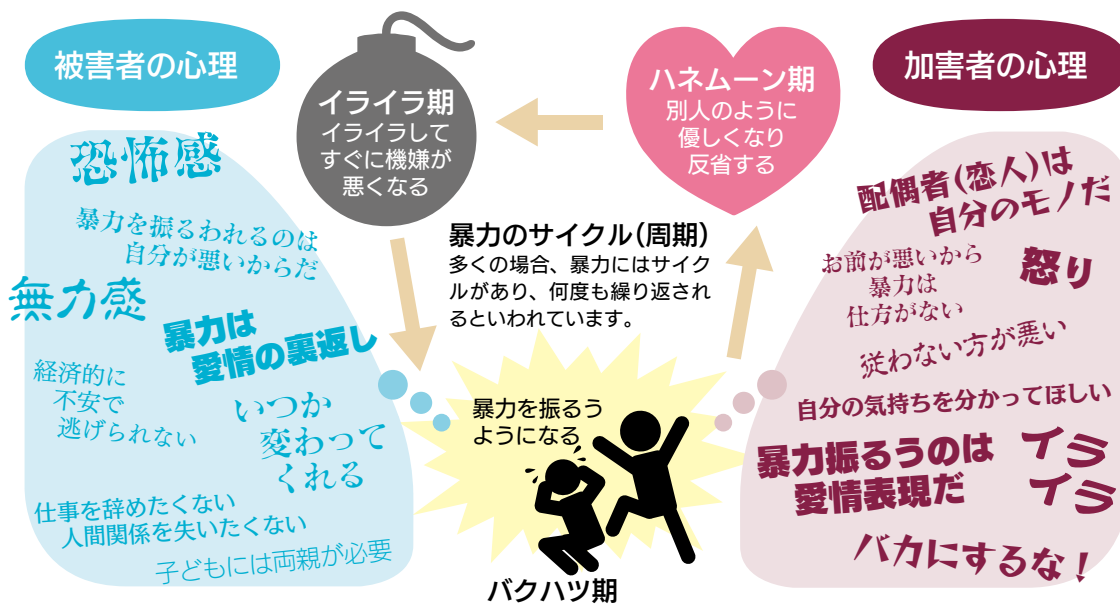 被害者の心理
恐怖感
暴力を振るわれるのは
自分が悪いからだ
無力感
暴力は
愛情の裏返し
経済的に
不安で
逃げられない
いつか
変わって
くれる
仕事を辞めたくない
人間関係を失いたくない
子どもには両親が必要
イライラ期
イライラして
すぐに機嫌が
悪くなる
ハネムーン期
別人のように
優しくなり
反省する
暴力のサイクル(周期)
多くの場合、暴力にはサイク
ルがあり、何度も繰り返され
るといわれています。
暴力を振るう
ようになる
バクハツ期
加害者の心理
配偶者(恋人)は
自分のモノだ
お前が悪いから
暴力は
仕方がない
怒り
従わない方が悪い
自分の気持ちを分かってほしい
暴力振るうのは
愛情表現だ
イラ
イラ
バカにするな!